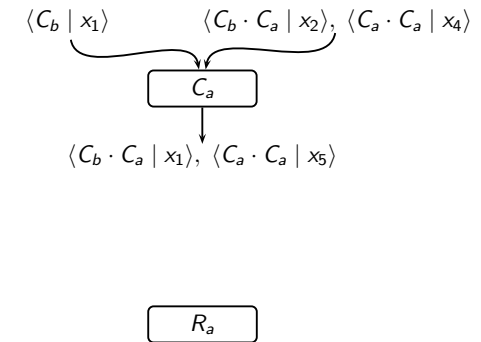 ⟨C_b | x_1⟩ ⟨C_b · C_a | x_2⟩, ⟨C_a · C_a | x_4⟩
C_a
⟨C_b · C_a | x_1⟩, ⟨C_a · C_a | x_5⟩
R_a